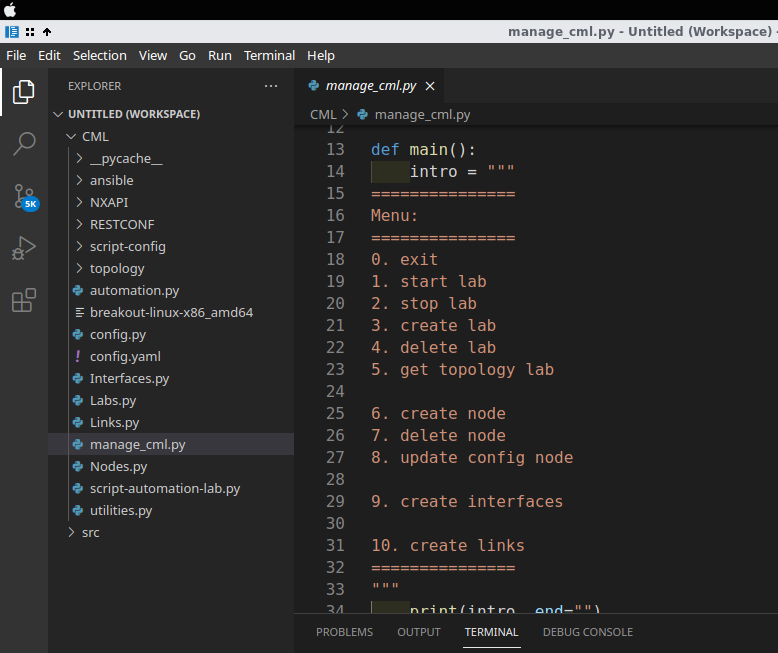 manage_cml.py - Untitled (Workspace) -
File Edit Selection View Go Run Terminal Help
EXPLORER ...
UNTITLED (WORKSPACE)
CML
__pycache__
ansible
NXAPI
RESTCONF
script-config
topology
automation.py
breakout-linux-x86_amd64
config.py
! config.yaml
Interfaces.py
Labs.py
Links.py
manage_cml.py
Nodes.py
script-automation-lab.py
utilities.py
src
5K
manage_cml.py ×
CML > manage_cml.py
12
13 def main():
14 intro = """
15 ===============
16 Menu:
17 ===============
18 0. exit
19 1. start lab
20 2. stop lab
21 3. create lab
22 4. delete lab
23 5. get topology lab
24
25 6. create node
26 7. delete node
27 8. update config node
28
29 9. create interfaces
30
31 10. create links
32 ===============
33 """
34 print(intro, end="")
PROBLEMS OUTPUT TERMINAL DEBUG CONSOLE